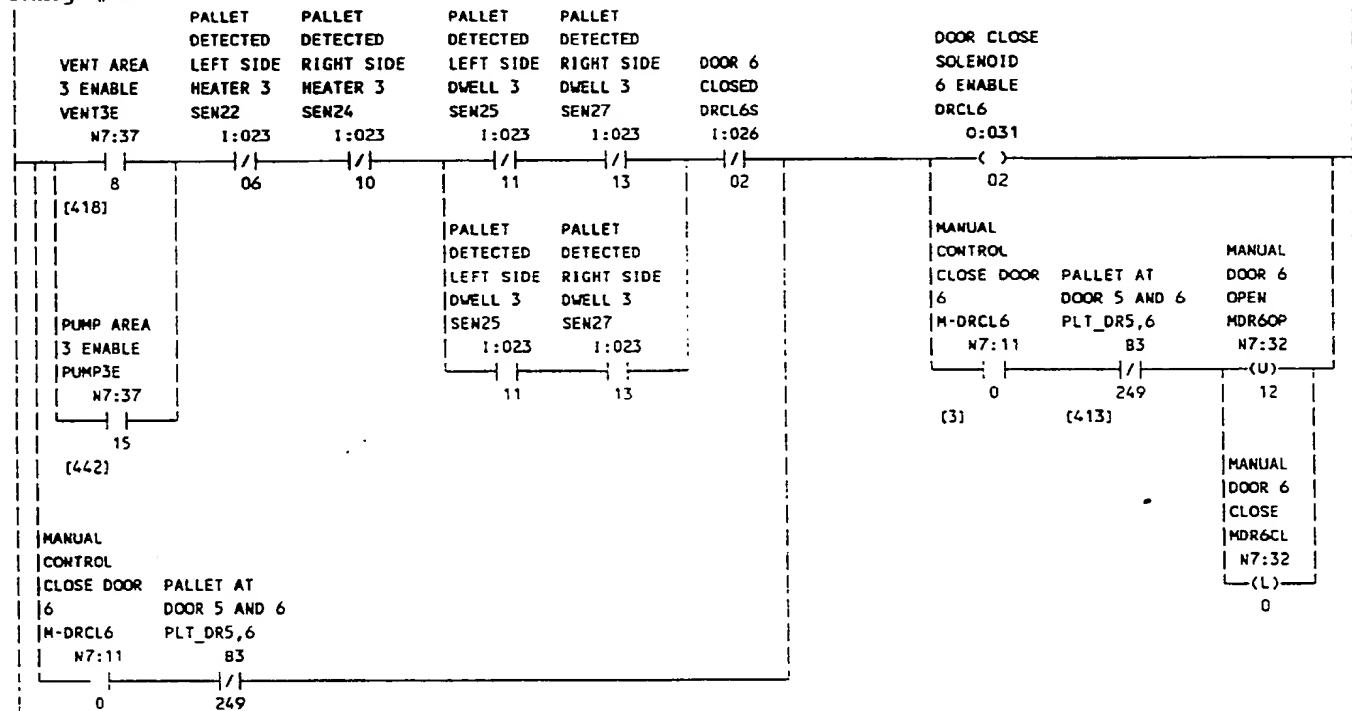 PALLET PALLET PALLET PALLET
DETECTED DETECTED DETECTED DETECTED DOOR CLOSE
VENT AREA LEFT SIDE RIGHT SIDE LEFT SIDE RIGHT SIDE DOOR 6 SOLENOID
3 ENABLE HEATER 3 HEATER 3 DWELL 3 DWELL 3 CLOSED 6 ENABLE
VENT3E SEN22 SEN24 SEN25 SEN27 DRCL6S DRCL6
N7:37 I:023 I:023 I:023 I:023 I:026 O:031
8 06 10 11 13 02 02
[418]
PALLET PALLET MANUAL
DETECTED DETECTED CONTROL MANUAL
LEFT SIDE RIGHT SIDE CLOSE DOOR PALLET AT DOOR 6
DWELL 3 DWELL 3 6 DOOR 5 AND 6 OPEN
PUMP AREA SEN25 SEN27 M-DRCL6 PLT_DR5,6 MDR6OP
3 ENABLE I:023 I:023 N7:11 B3 N7:32
PUMP3E (U)
N7:37 11 13 0 249 12
15 [3] [413]
[442]
MANUAL
DOOR 6
CLOSE
MANUAL MDR6CL
CONTROL N7:32
CLOSE DOOR PALLET AT (L)
6 DOOR 5 AND 6 0
M-DRCL6 PLT_DR5,6
N7:11 B3
0 249